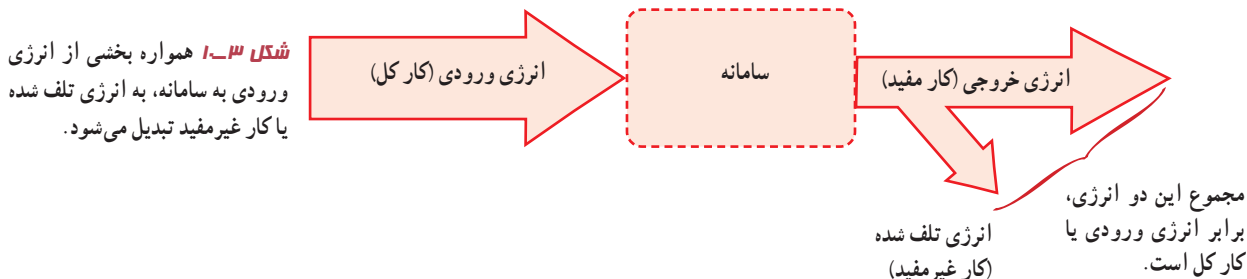 شکل ۳ــ۱۰ همواره بخشی از انرژی
ورودی به سامانه، به انرژی تلف شده
یا کار غیرمفید تبدیل می‌شود.
انرژی ورودی (کار کل)
سامانه
انرژی خروجی (کار مفید)
انرژی تلف شده
(کار غیرمفید)
مجموع این دو انرژی،
برابر انرژی ورودی یا
کار کل است.